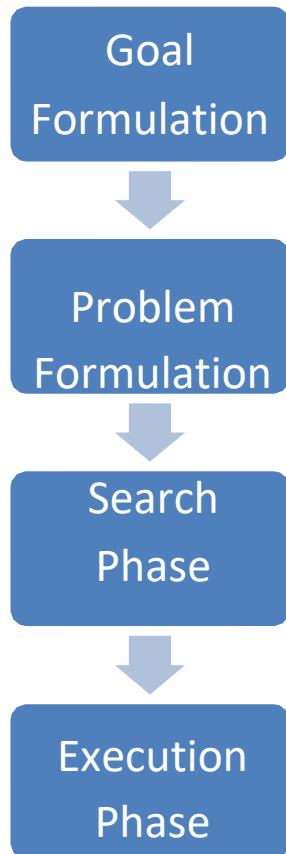 Goal
Formulation
Problem
Formulation
Search
Phase
Execution
Phase